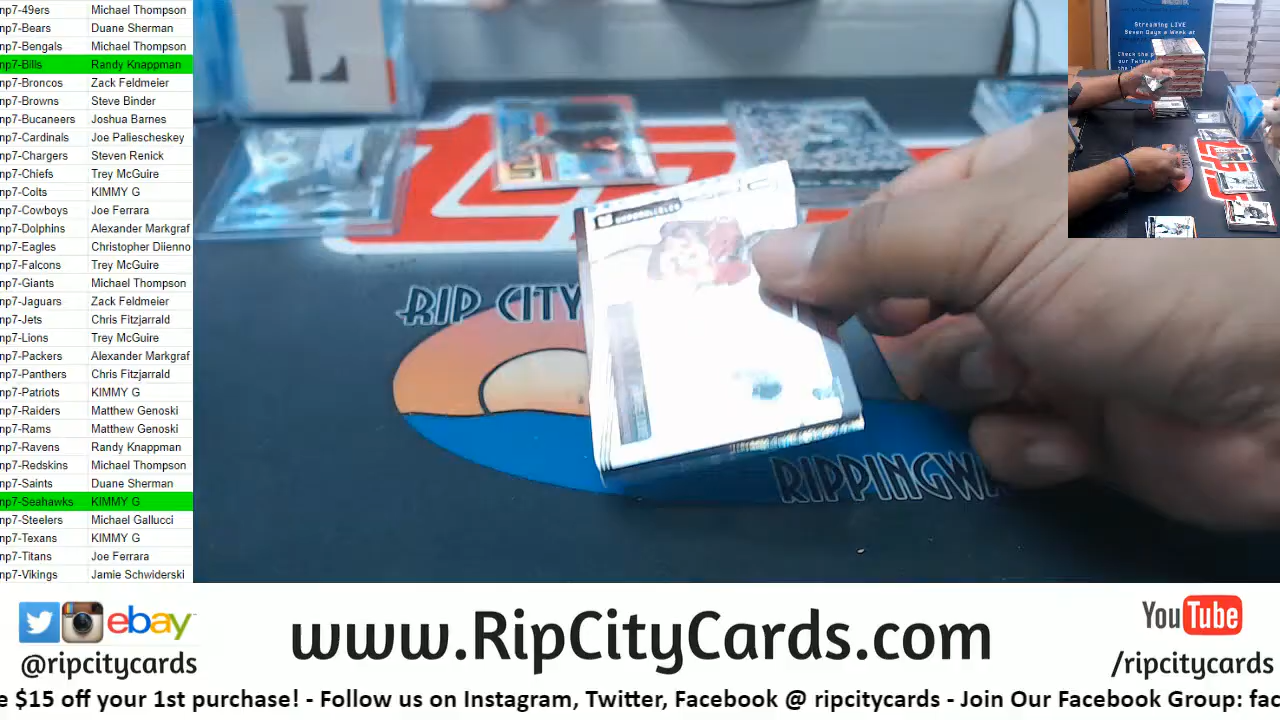 np7-49ers Michael Thompson
np7-Bears Duane Sherman
np7-Bengals Michael Thompson
np7-Bills Randy Knappman
np7-Broncos Zack Feldmeier
np7-Browns Steve Binder
np7-Bucaneers Joshua Barnes
np7-Cardinals Joe Paliescheskey
np7-Chargers Steven Renick
np7-Chiefs Trey McGuire
np7-Colts KIMMY G
np7-Cowboys Joe Ferrara
np7-Dolphins Alexander Markgraf
np7-Eagles Christopher Diienno
np7-Falcons Trey McGuire
np7-Giants Michael Thompson
np7-Jaguars Zack Feldmeier
np7-Jets Chris Fitzjarrald
np7-Lions Trey McGuire
np7-Packers Alexander Markgraf
np7-Panthers Chris Fitzjarrald
np7-Patriots KIMMY G
np7-Raiders Matthew Genoski
np7-Rams Matthew Genoski
np7-Ravens Randy Knappman
np7-Redskins Michael Thompson
np7-Saints Duane Sherman
np7-Seahawks KIMMY G
np7-Steelers Michael Gallucci
np7-Texans KIMMY G
np7-Titans Joe Ferrara
np7-Vikings Jamie Schwiderski
L
RIP CITY
RIPPINGWA
Streaming LIVE
Seven Days a Week at
Check the
our Twitter
ebay
@ripcitycards
www.RipCityCards.com
YouTube
/ripcitycards
e $15 off your 1st purchase! - Follow us on Instagram, Twitter, Facebook @ ripcitycards - Join Our Facebook Group: fac